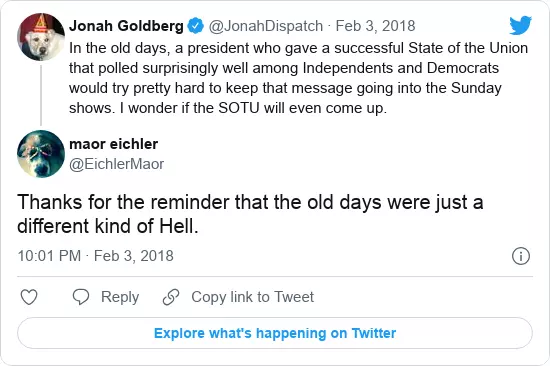 Jonah Goldberg @JonahDispatch · Feb 3, 2018
In the old days, a president who gave a successful State of the Union
that polled surprisingly well among Independents and Democrats
would try pretty hard to keep that message going into the Sunday
shows. I wonder if the SOTU will even come up.
maor eichler
@EichlerMaor
Thanks for the reminder that the old days were just a
different kind of Hell.
10:01 PM · Feb 3, 2018
Reply Copy link to Tweet
Explore what's happening on Twitter